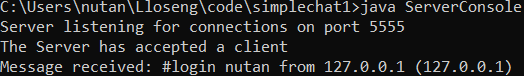 C:\Users\nutan\Lloseng\code\simplechat1>java ServerConsole
Server listening for connections on port 5555
The Server has accepted a client
Message received: #login nutan from 127.0.0.1 (127.0.0.1)